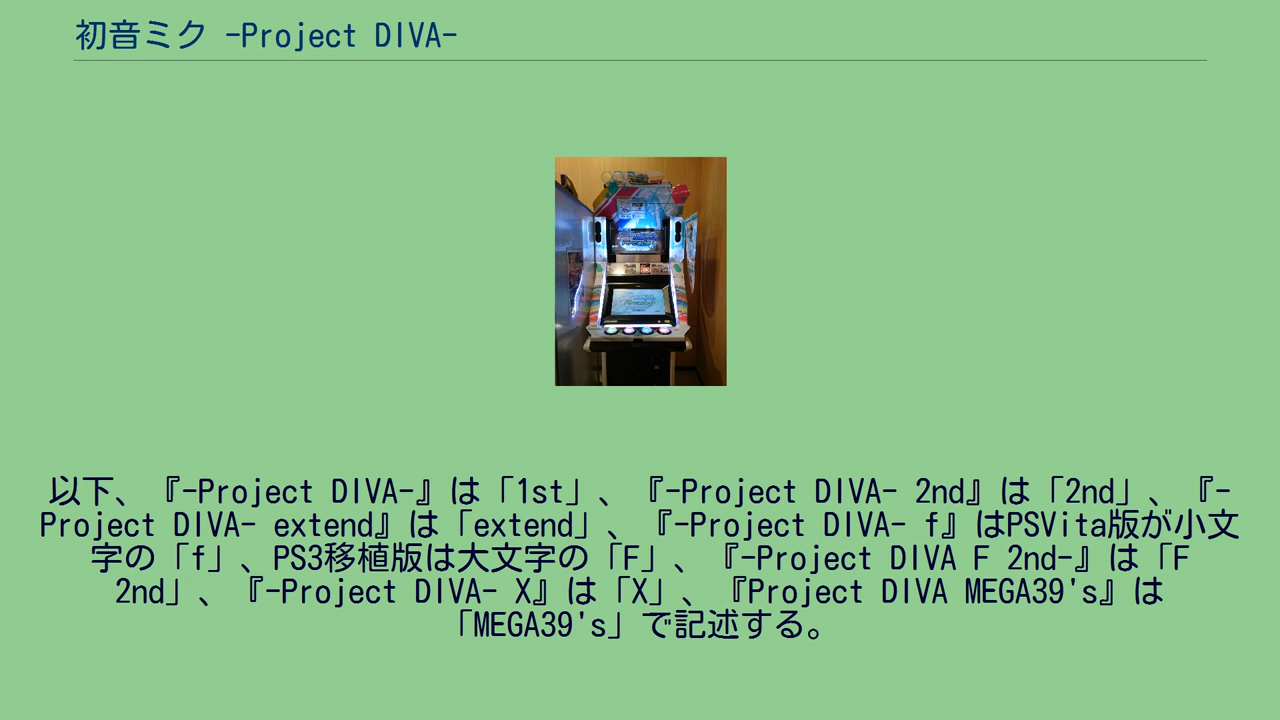 初音ミク -Project DIVA-
以下、『-Project DIVA-』は「1st」、『-Project DIVA- 2nd』は「2nd」、『-
Project DIVA- extend』は「extend」、『-Project DIVA- f』はPSVita版が小文
字の「f」、PS3移植版は大文字の「F」、『-Project DIVA F 2nd-』は「F
2nd」、『-Project DIVA- X』は「X」、『Project DIVA MEGA39's』は
「MEGA39's」で記述する。